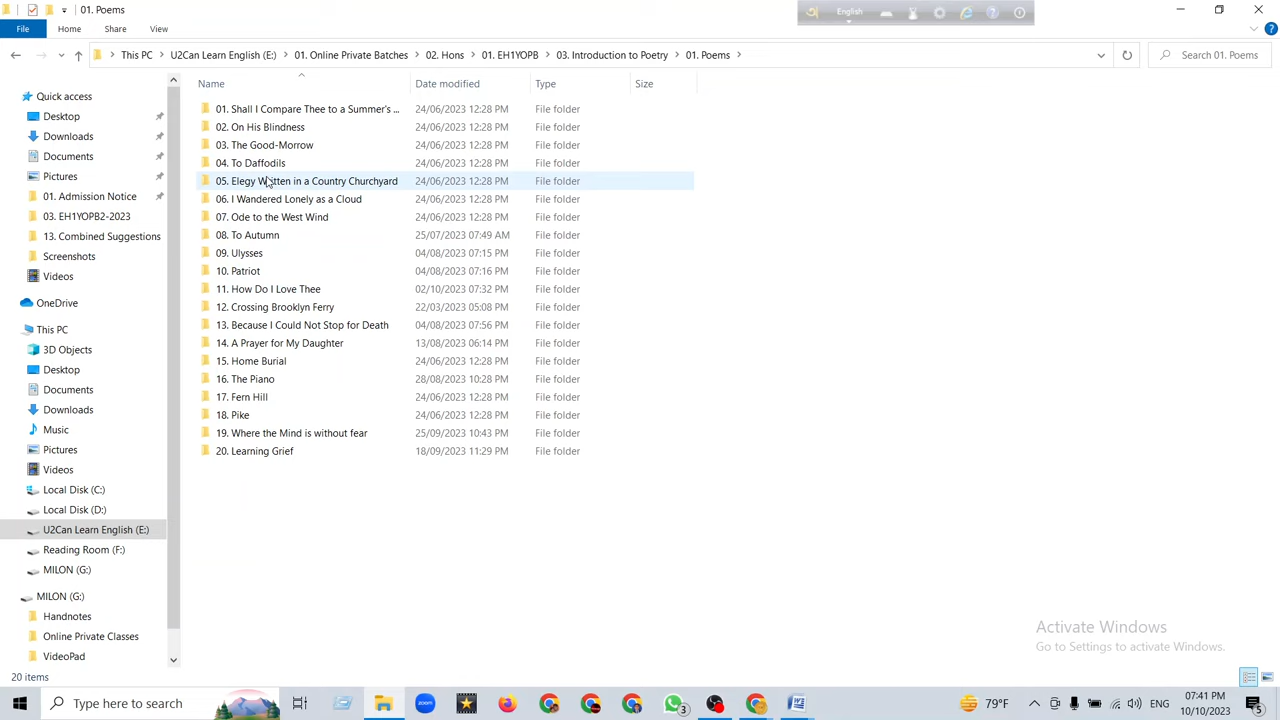 01. Poems
English
File
Home
Share
View
This PC
U2Can Learn English (E:)
01. Online Private Batches
02. Hons
01. EH1YOPB
03. Introduction to Poetry
01. Poems
Search 01. Poems
Name
Date modified
Type
Size
Quick access
Desktop
Downloads
Documents
Pictures
01. Admission Notice
03. EH1YOPB2-2023
13. Combined Suggestions
Screenshots
Videos
OneDrive
This PC
3D Objects
Desktop
Documents
Downloads
Music
Pictures
Videos
Local Disk (C:)
Local Disk (D:)
U2Can Learn English (E:)
Reading Room (F:)
MILON (G:)
MILON (G:)
Handnotes
Online Private Classes
VideoPad
01. Shall I Compare Thee to a Summer's ... 24/06/2023 12:28 PM File folder
02. On His Blindness 24/06/2023 12:28 PM File folder
03. The Good-Morrow 24/06/2023 12:28 PM File folder
04. To Daffodils 24/06/2023 12:28 PM File folder
05. Elegy Written in a Country Churchyard 24/06/2023 12:28 PM File folder
06. I Wandered Lonely as a Cloud 24/06/2023 12:28 PM File folder
07. Ode to the West Wind 24/06/2023 12:28 PM File folder
08. To Autumn 25/07/2023 07:49 AM File folder
09. Ulysses 04/08/2023 07:15 PM File folder
10. Patriot 04/08/2023 07:16 PM File folder
11. How Do I Love Thee 02/10/2023 07:32 PM File folder
12. Crossing Brooklyn Ferry 22/03/2023 05:08 PM File folder
13. Because I Could Not Stop for Death 04/08/2023 07:56 PM File folder
14. A Prayer for My Daughter 13/08/2023 06:14 PM File folder
15. Home Burial 24/06/2023 12:28 PM File folder
16. The Piano 28/08/2023 10:28 PM File folder
17. Fern Hill 24/06/2023 12:28 PM File folder
18. Pike 24/06/2023 12:28 PM File folder
19. Where the Mind is without fear 25/09/2023 10:43 PM File folder
20. Learning Grief 18/09/2023 11:29 PM File folder
Activate Windows
Go to Settings to activate Windows.
20 items
Type here to search
zoom
3
79°F
ENG
07:41 PM
10/10/2023
5